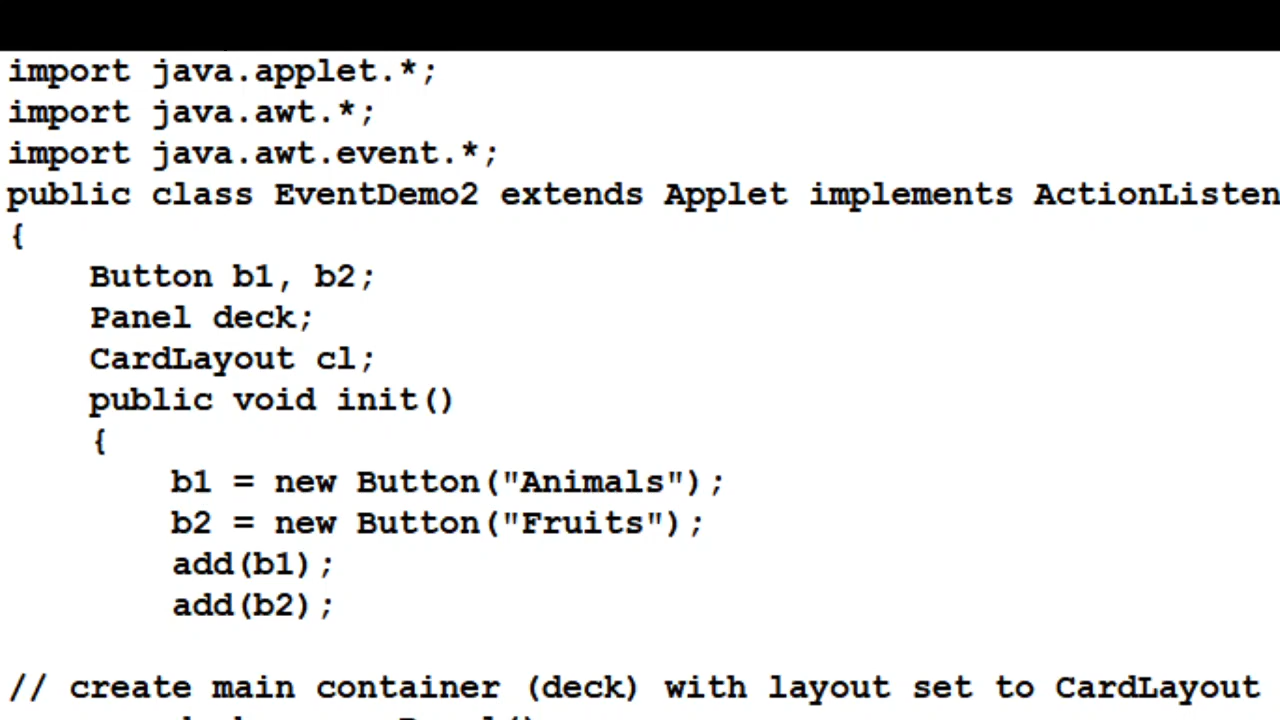 import java.applet.*;
import java.awt.*;
import java.awt.event.*;
public class EventDemo2 extends Applet implements ActionListen
{
Button b1, b2;
Panel deck;
CardLayout cl;
public void init()
{
b1 = new Button("Animals");
b2 = new Button("Fruits");
add(b1);
add(b2);
// create main container (deck) with layout set to CardLayout